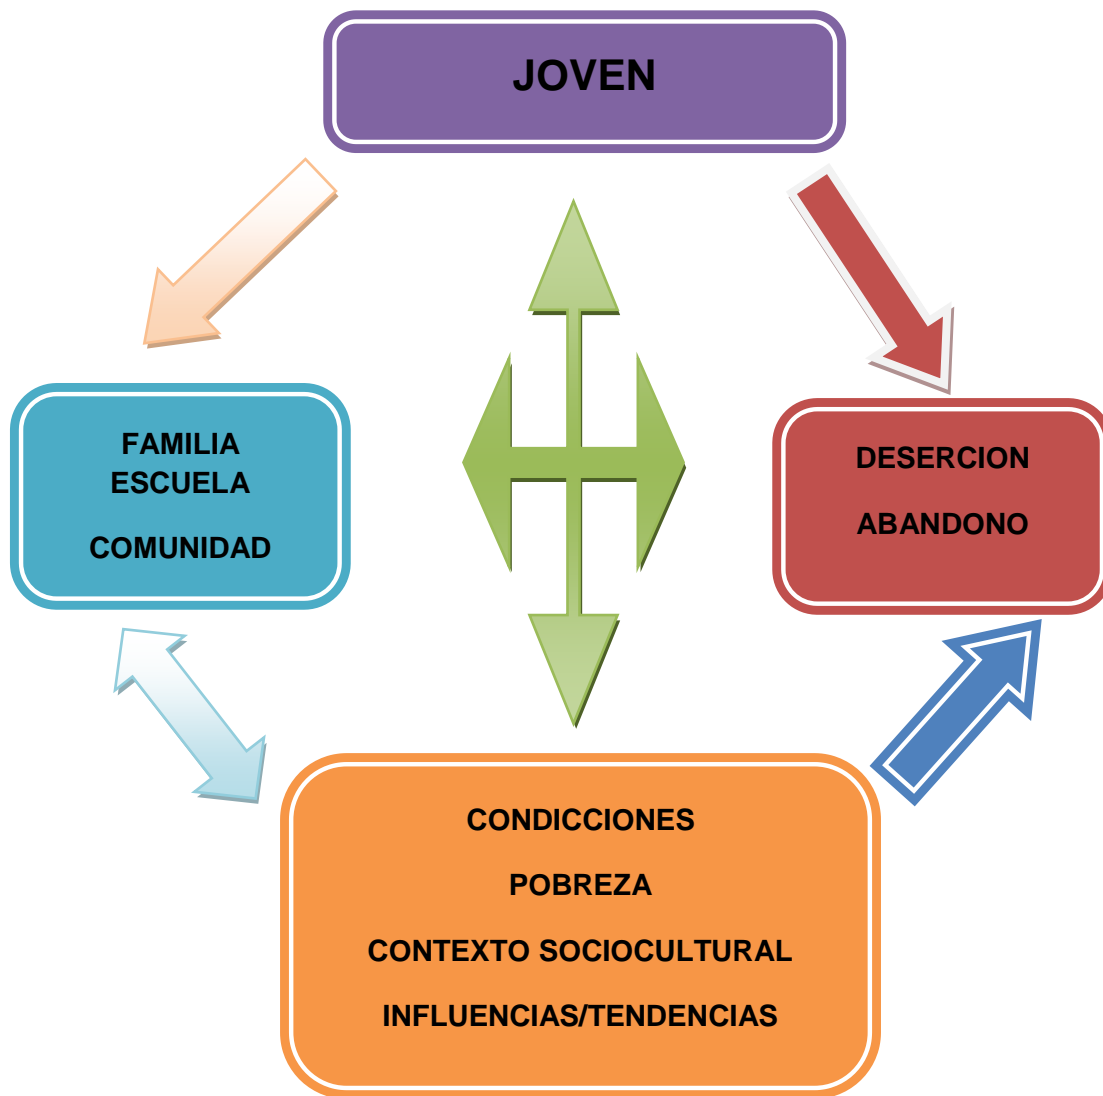 JOVEN
FAMILIA
ESCUELA
COMUNIDAD
DESERCION
ABANDONO
CONDICCIONES
POBREZA
CONTEXTO SOCIOCULTURAL
INFLUENCIAS/TENDENCIAS